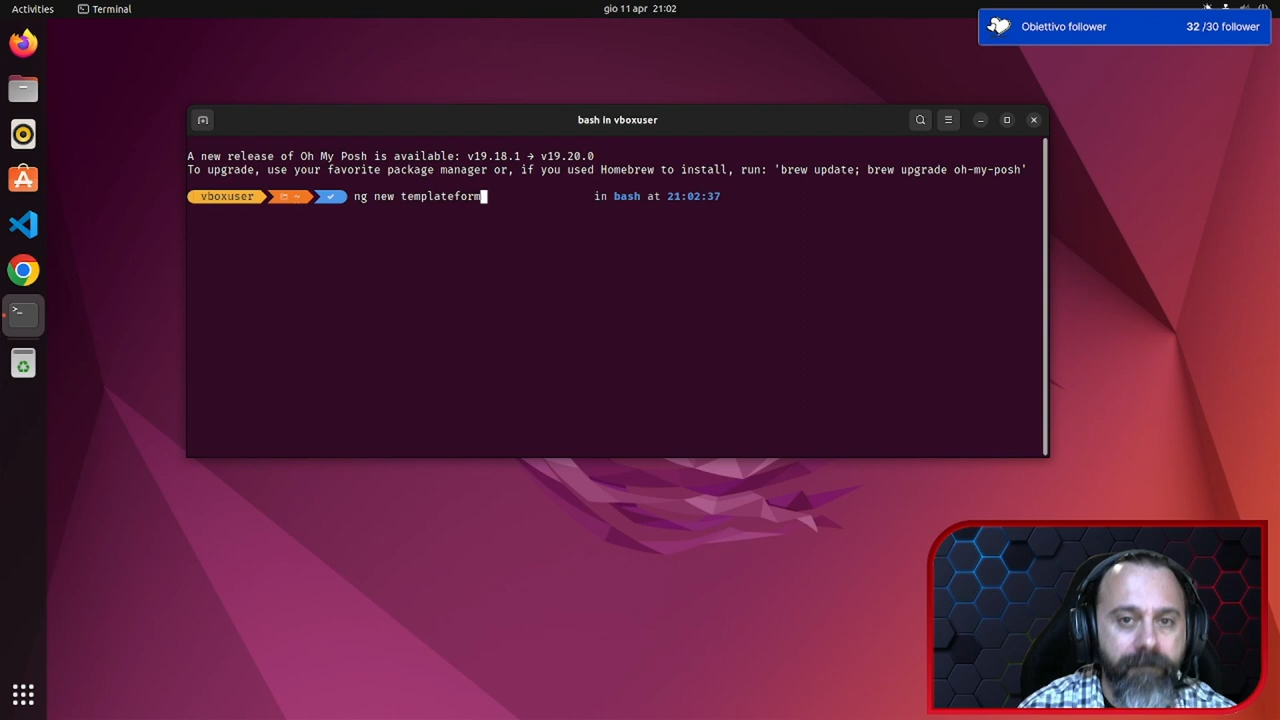 Activities
Terminal
gio 11 apr 21:02
Obiettivo follower
32 /30 follower
bash in vboxuser
A new release of Oh My Posh is available: v19.18.1 → v19.20.0
To upgrade, use your favorite package manager or, if you used Homebrew to install, run: 'brew update; brew upgrade oh-my-posh'
vboxuser ~ ✓ ng new templateform in bash at 21:02:37